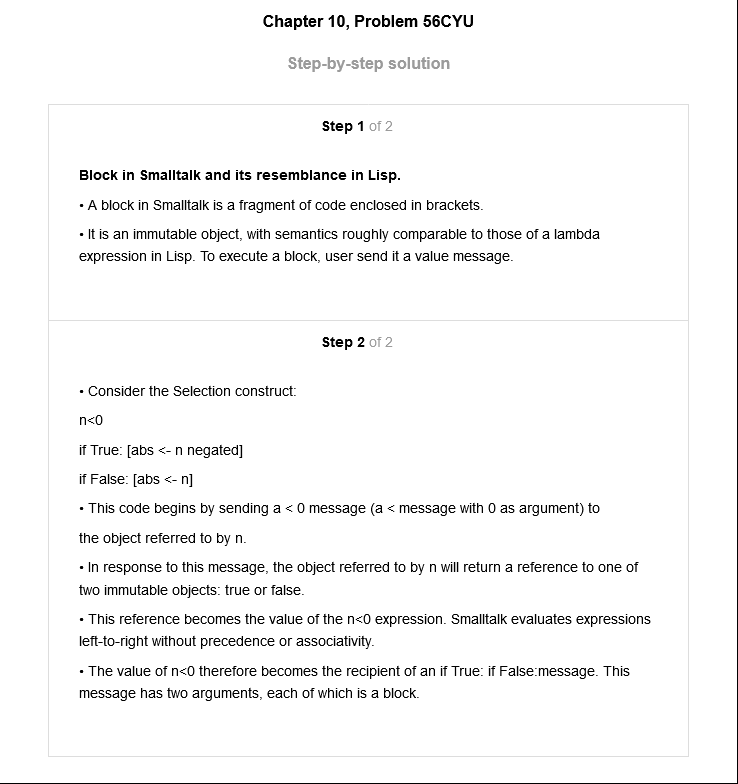 Chapter 10, Problem 56CYU
Step-by-step solution
Step 1 of 2
Block in Smalltalk and its resemblance in Lisp.
• A block in Smalltalk is a fragment of code enclosed in brackets.
• It is an immutable object, with semantics roughly comparable to those of a lambda
expression in Lisp. To execute a block, user send it a value message.
Step 2 of 2
• Consider the Selection construct:
n<0
if True: [abs <- n negated]
if False: [abs <- n]
• This code begins by sending a < 0 message (a < message with 0 as argument) to
the object referred to by n.
• In response to this message, the object referred to by n will return a reference to one of
two immutable objects: true or false.
• This reference becomes the value of the n<0 expression. Smalltalk evaluates expressions
left-to-right without precedence or associativity.
• The value of n<0 therefore becomes the recipient of an if True: if False:message. This
message has two arguments, each of which is a block.